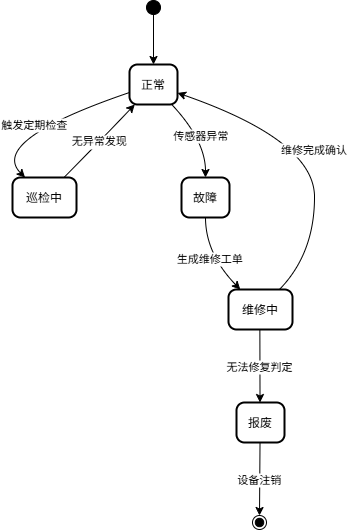 正常
触发定期检查
无异常发现
传感器异常
维修完成确认
巡检中
故障
生成维修工单
维修中
无法修复判定
报废
设备注销